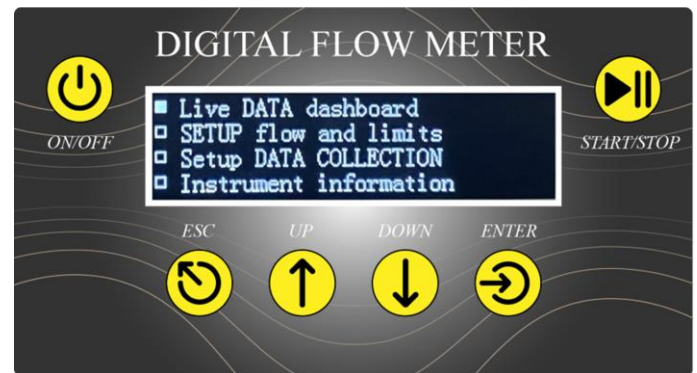 DIGITAL FLOW METER
ON/OFF
Live DATA dashboard
SETUP flow and limits
Setup DATA COLLECTION
Instrument information
START/STOP
ESC UP DOWN ENTER